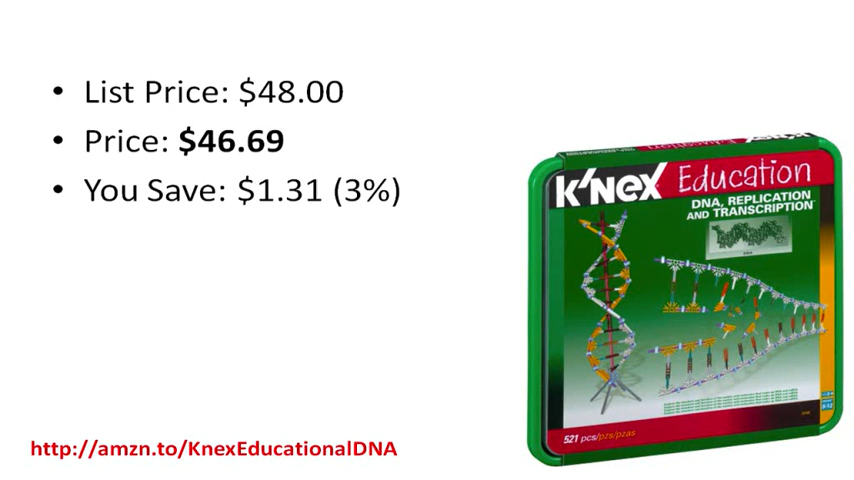 • List Price: $48.00
• Price: $46.69
• You Save: $1.31 (3%)
K'NEX Education
DNA, REPLICATION
AND TRANSCRIPTION
521 pcs/pzs/pzas
http://amzn.to/KnexEducationalDNA